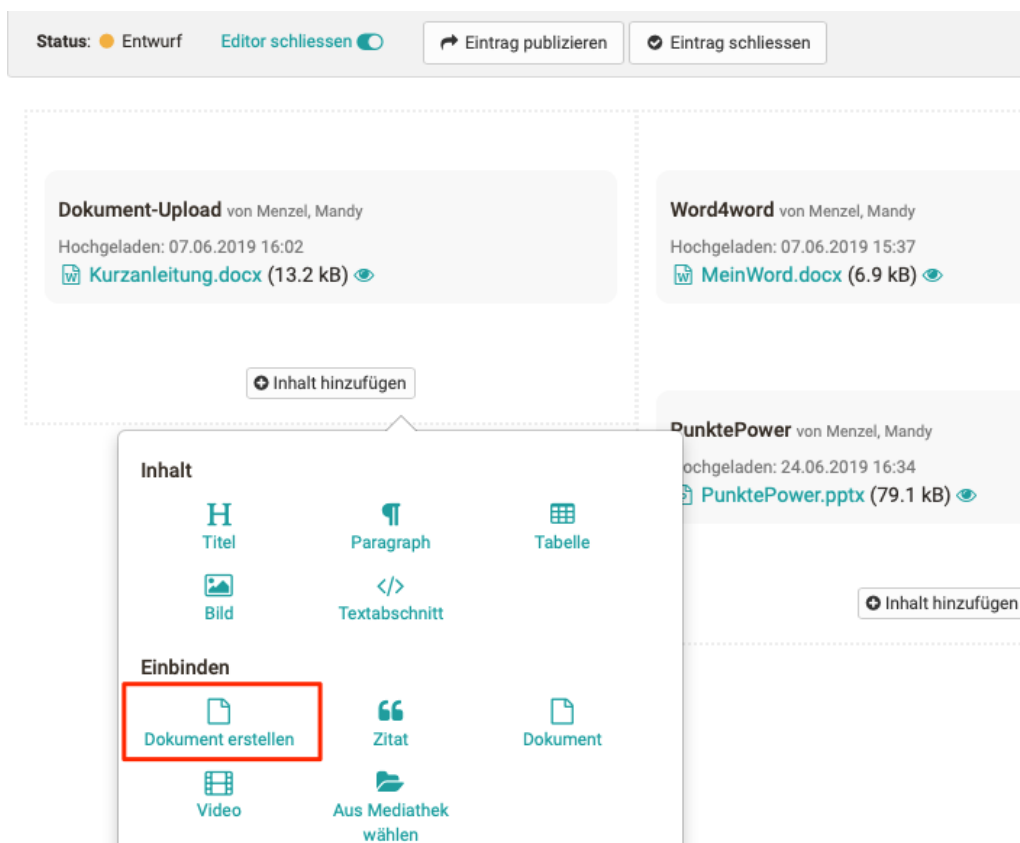 Status: Entwurf Editor schliessen Eintrag publizieren Eintrag schliessen
Dokument-Upload von Menzel, Mandy
Hochgeladen: 07.06.2019 16:02
Kurzanleitung.docx (13.2 kB)
Word4word von Menzel, Mandy
Hochgeladen: 07.06.2019 15:37
MeinWord.docx (6.9 kB)
Inhalt hinzufügen
PunktePower von Menzel, Mandy
ochgeladen: 24.06.2019 16:34
PunktePower.pptx (79.1 kB)
Inhalt hinzufügen
Inhalt
Titel Paragraph Tabelle
Bild Textabschnitt
Einbinden
Dokument erstellen Zitat Dokument
Video Aus Mediathek
wählen